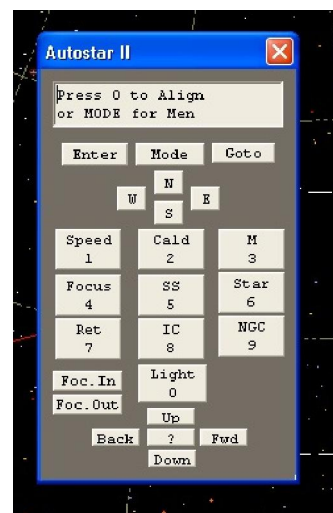 Autostar II
Press 0 to Align
or MODE for Men
Enter Mode Goto
N
W E
S
Speed Cald M
1 2 3
Focus SS Star
4 5 6
Ret IC NGC
7 8 9
Foc.In Light
Foc.Out 0
Up
Back ? Fwd
Down